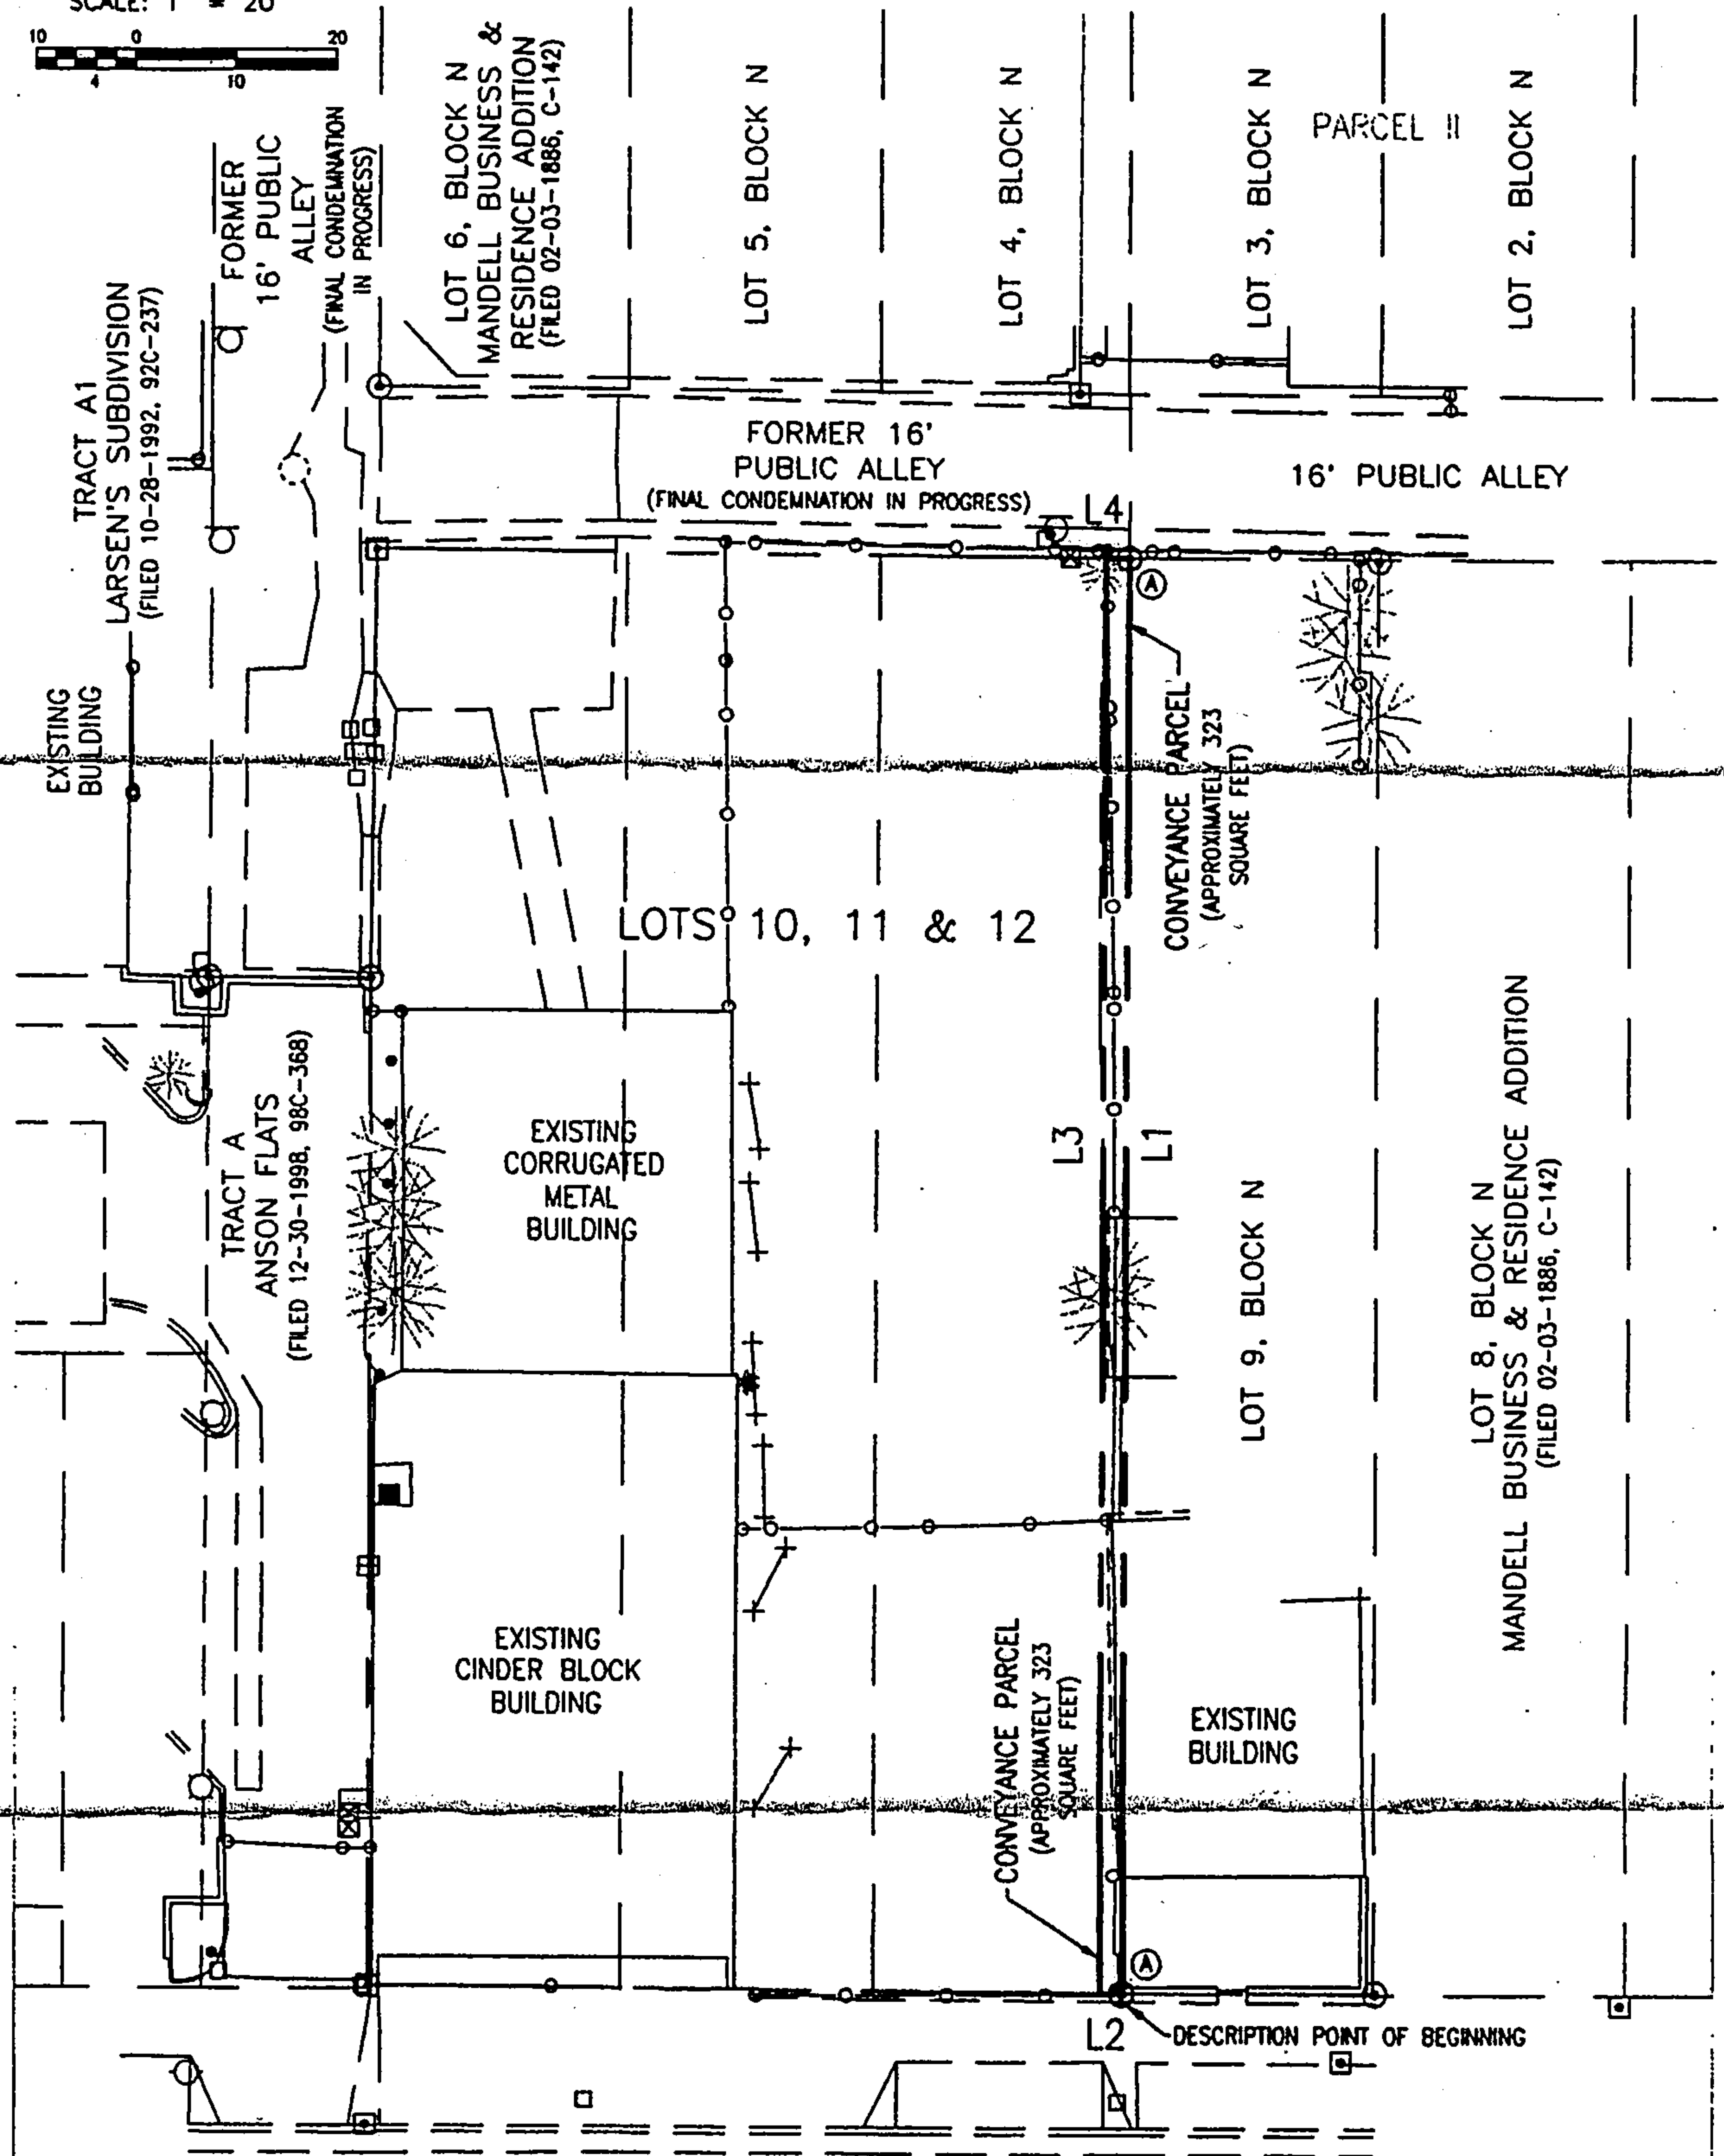 SCALE: 1" = 20'
10 0 20
4 10
FORMER
16' PUBLIC
ALLEY
(FINAL CONDEMNATION
IN PROGRESS)
LOT 6, BLOCK N
MANDELL BUSINESS &
RESIDENCE ADDITION
(FILED 02-03-1886, C-142)
LOT 5, BLOCK N
LOT 4, BLOCK N
LOT 3, BLOCK N
PARCEL II
LOT 2, BLOCK N
TRACT A1
LARSEN'S SUBDIVISION
(FILED 10-28-1992, 92C-237)
FORMER 16'
PUBLIC ALLEY
(FINAL CONDEMNATION IN PROGRESS)
16' PUBLIC ALLEY
L4
A
EXISTING
BUILDING
CONVEYANCE PARCEL
(APPROXIMATELY 323
SQUARE FEET)
LOTS 10, 11 & 12
TRACT A
ANSON FLATS
(FILED 12-30-1998, 98C-368)
EXISTING
CORRUGATED
METAL
BUILDING
L3
L1
LOT 9, BLOCK N
LOT 8, BLOCK N
MANDELL BUSINESS & RESIDENCE ADDITION
(FILED 02-03-1886, C-142)
EXISTING
CINDER BLOCK
BUILDING
CONVEYANCE PARCEL
(APPROXIMATELY 323
SQUARE FEET)
EXISTING
BUILDING
A
L2
DESCRIPTION POINT OF BEGINNING